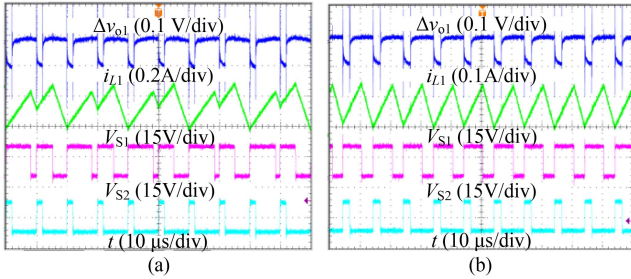 Δvo1 (0.1 V/div)
iL1 (0.2A/div)
VS1 (15V/div)
VS2 (15V/div)
t (10 μs/div)
(a)
Δvo1 (0.1 V/div)
iL1 (0.1A/div)
VS1 (15V/div)
VS2 (15V/div)
t (10 μs/div)
(b)